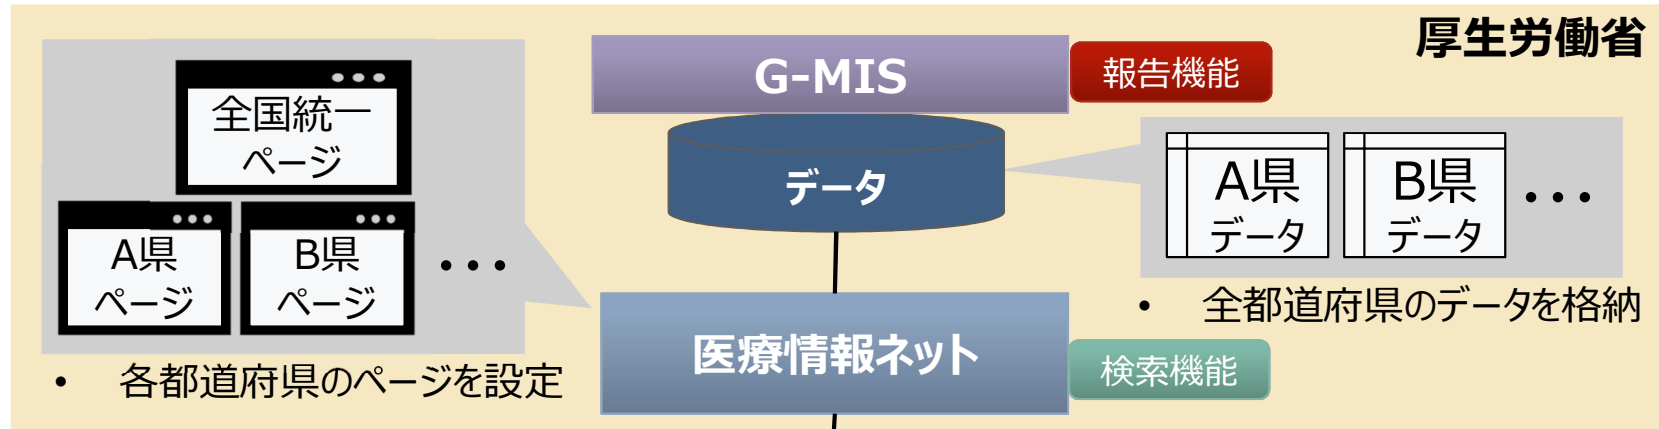 厚生労働省
G-MIS
報告機能
全国統一
ページ
A県
ページ
B県
ページ
・・・
・ 各都道府県のページを設定
データ
A県
データ
B県
データ
・・・
・ 全都道府県のデータを格納
医療情報ネット
検索機能